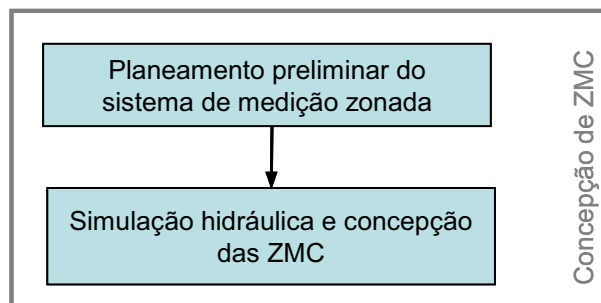 Planeamento preliminar do
sistema de medição zonada
Simulação hidráulica e concepção
das ZMC
Concepção de ZMC